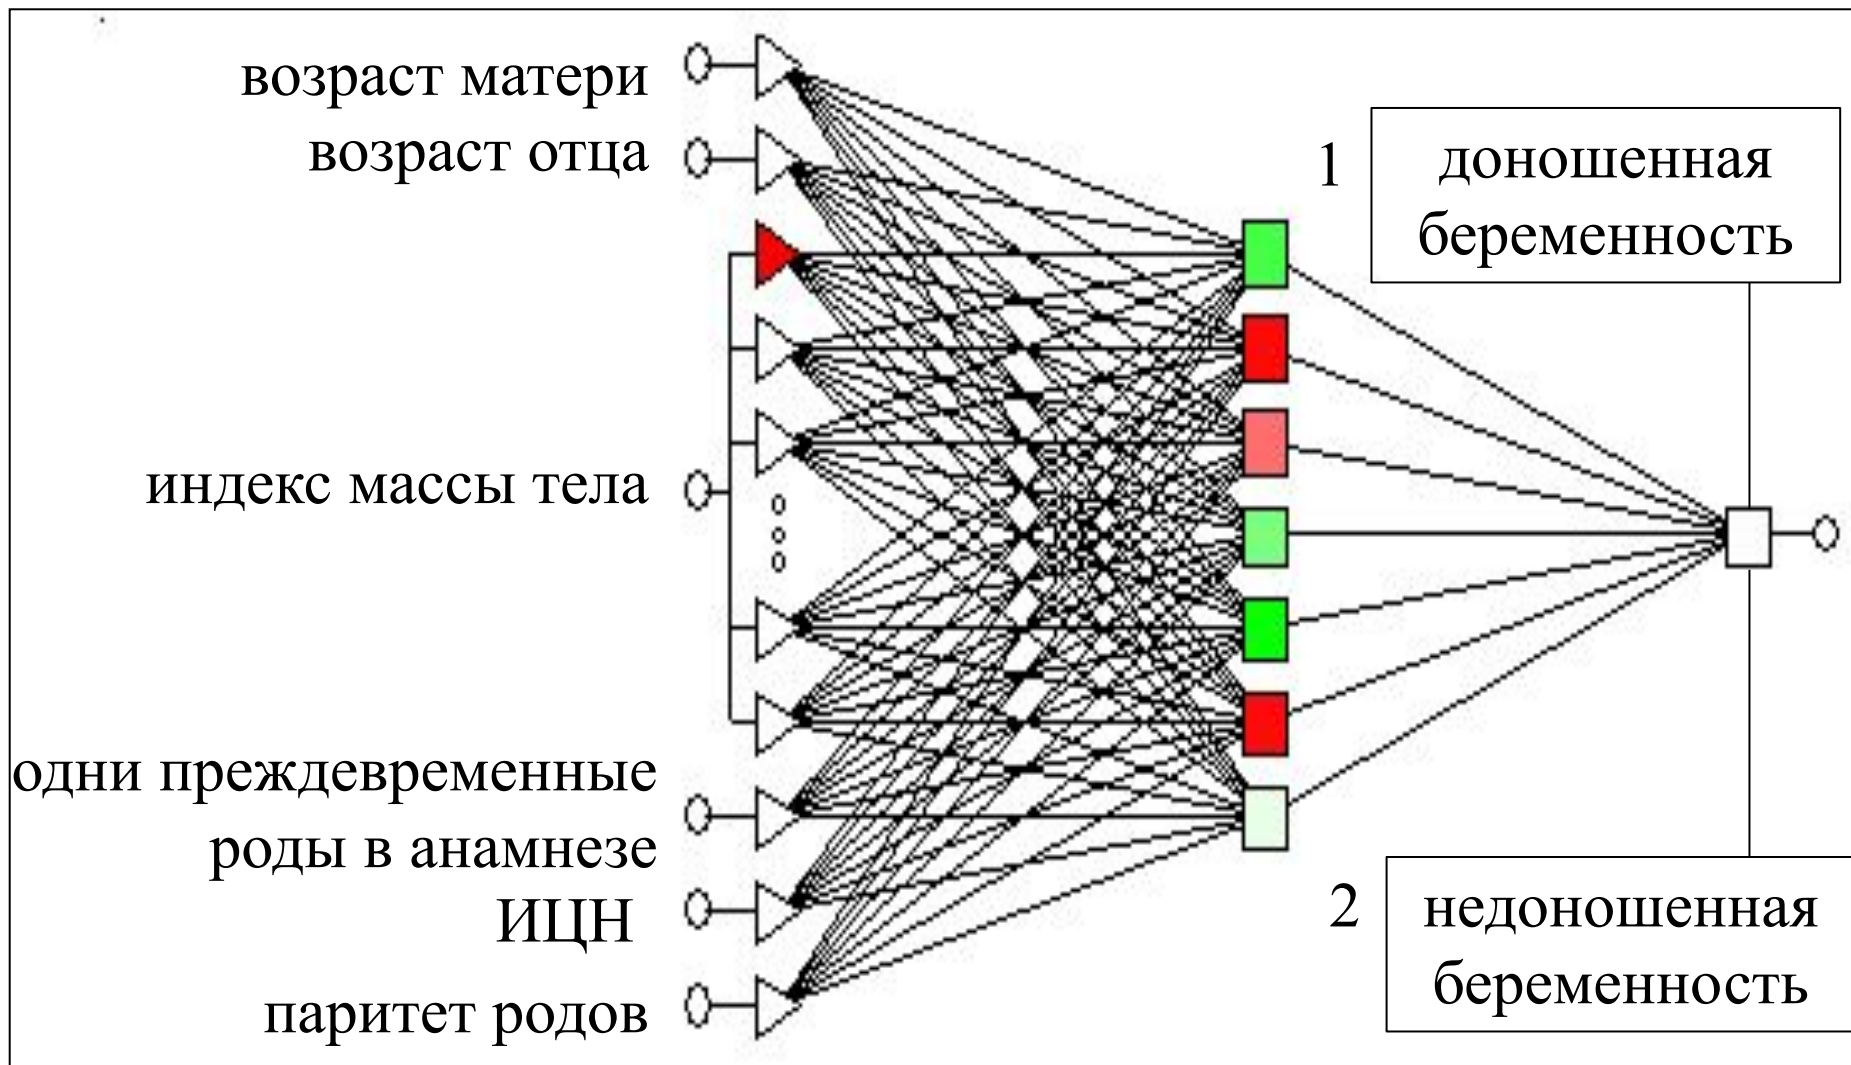 возраст матери
возраст отца
индекс массы тела
одни преждевременные
роды в анамнезе
ИЦН
паритет родов
1
доношенная
беременность
2
недоношенная
беременность